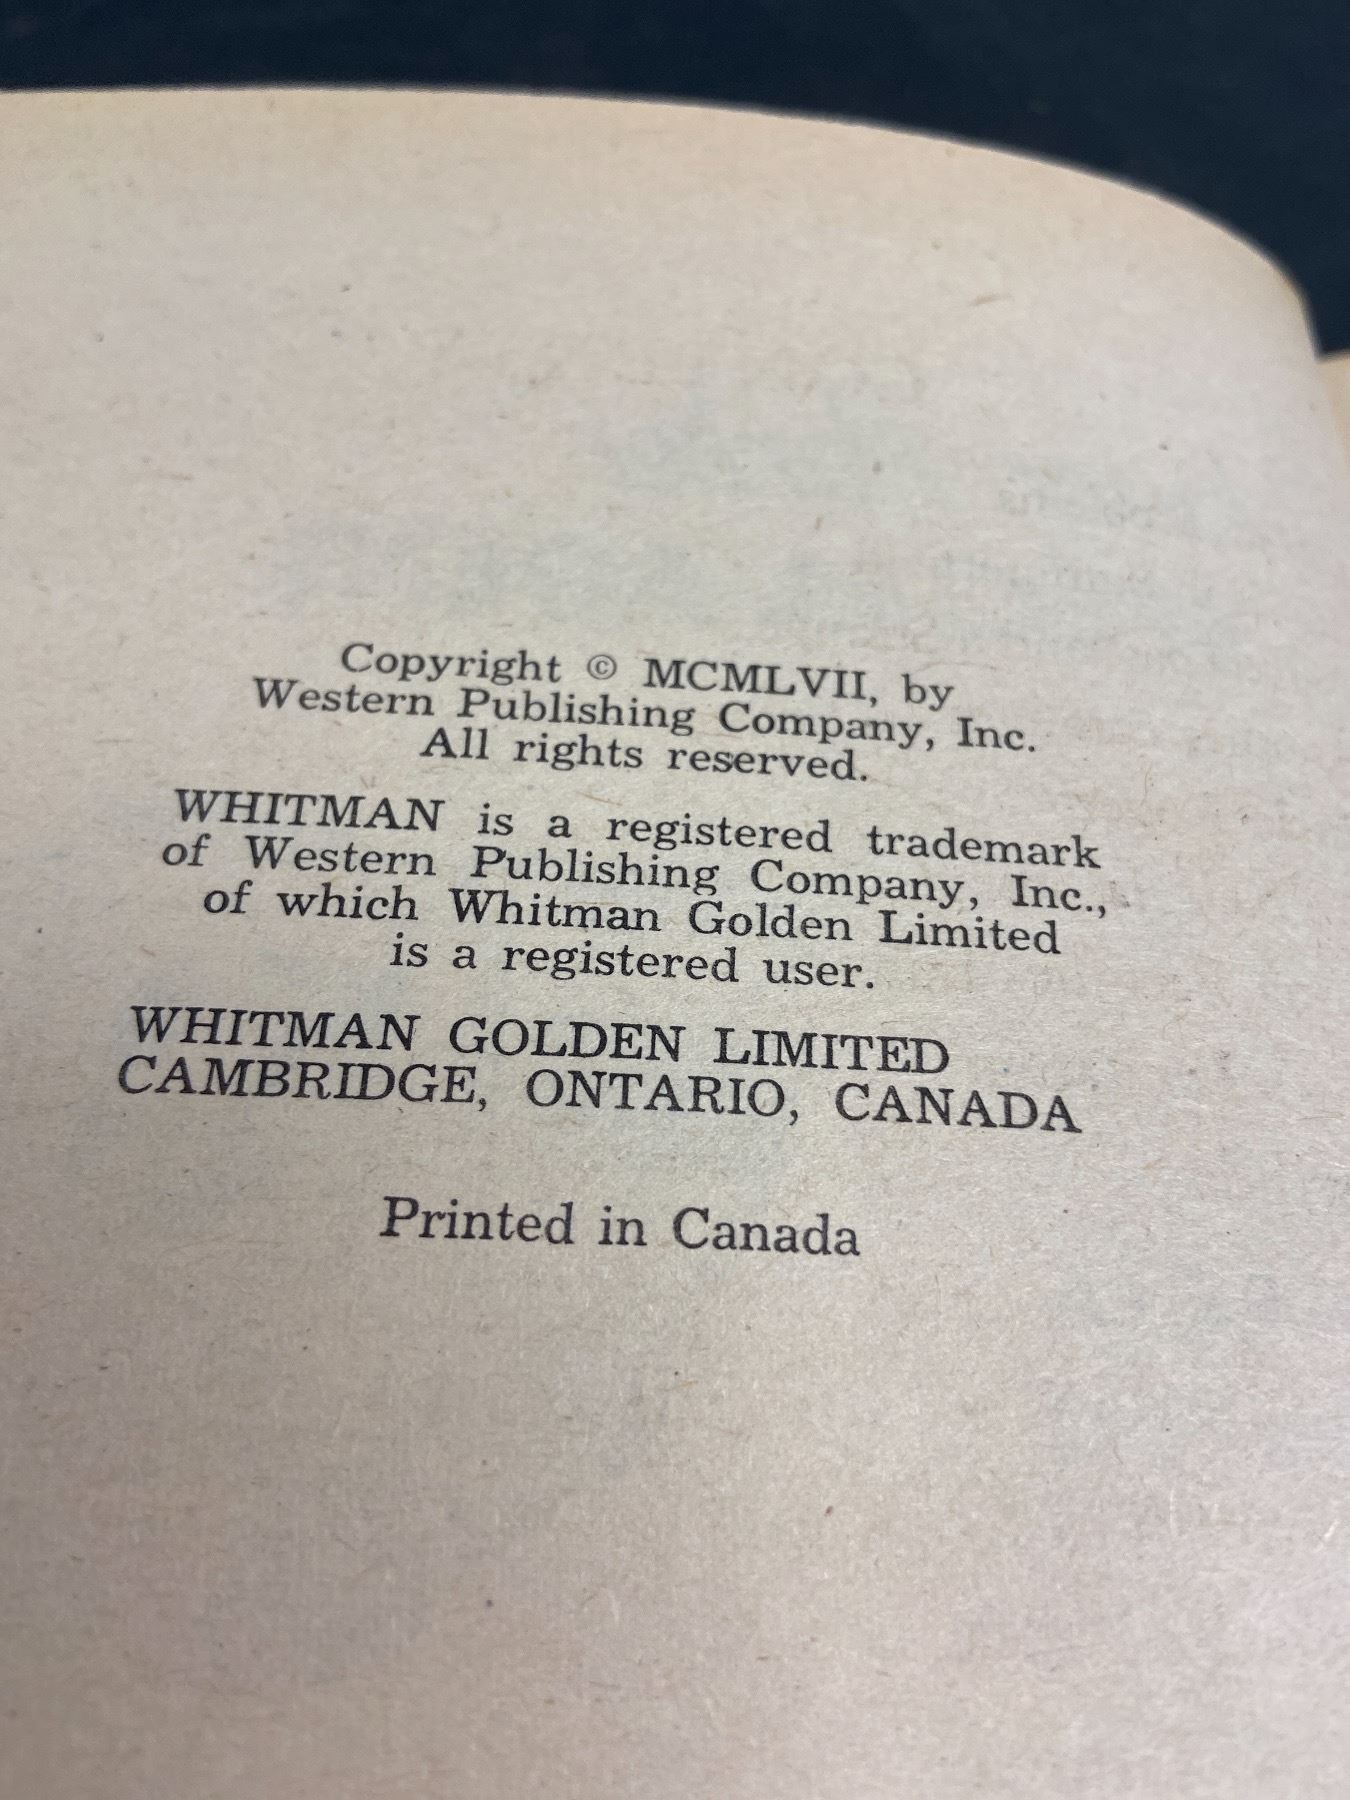 Copyright © MCMLVII, by
Western Publishing Company, Inc.
All rights reserved.
WHITMAN is a registered trademark
of Western Publishing Company, Inc.,
of which Whitman Golden Limited
is a registered user.
WHITMAN GOLDEN LIMITED
CAMBRIDGE, ONTARIO, CANADA
Printed in Canada